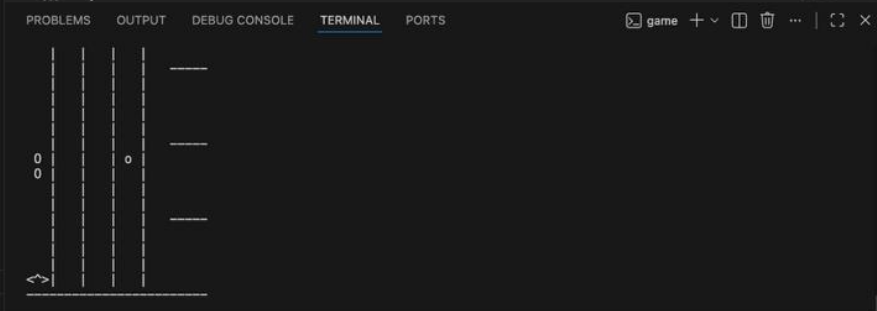 PROBLEMS OUTPUT DEBUG CONSOLE TERMINAL PORTS game
| | | |
| | | | -----
| | | |
| | | |
| | | |
| | | |
| | | | -----
0 | | | o |
0 | | | |
| | | |
| | | |
| | | | -----
| | | |
| | | |
| | | |
<^>| | | |
------------------------